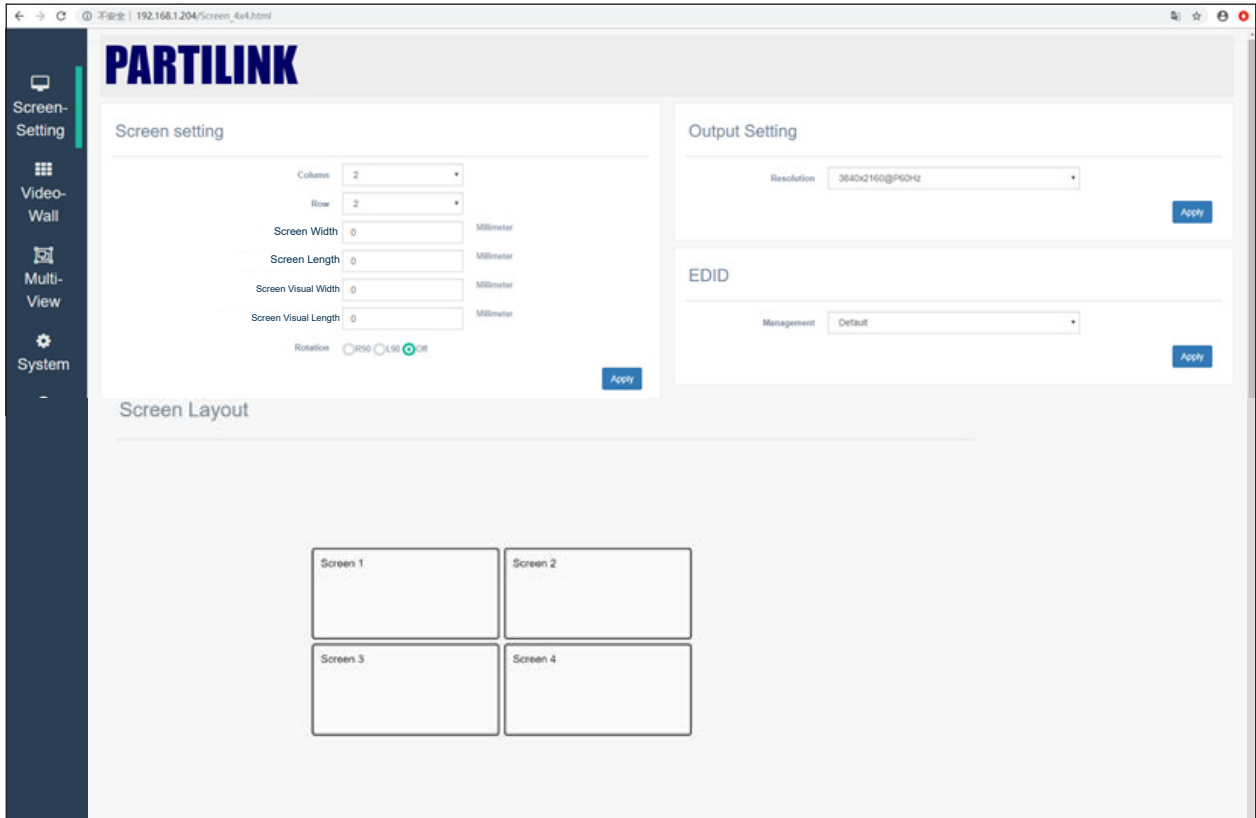 不安全 | 192.168.1.204/Screen_4x4.html
PARTILINK
Screen-
Setting
Video-
Wall
Multi-
View
System
Screen setting
Column 2
Row 2
Screen Width 0 Millimeter
Screen Length 0 Millimeter
Screen Visual Width 0 Millimeter
Screen Visual Length 0 Millimeter
Rotation R90 L90 Off
Apply
Output Setting
Resolution 3840x2160@P60Hz
Apply
EDID
Management Default
Apply
Screen Layout
Screen 1
Screen 2
Screen 3
Screen 4